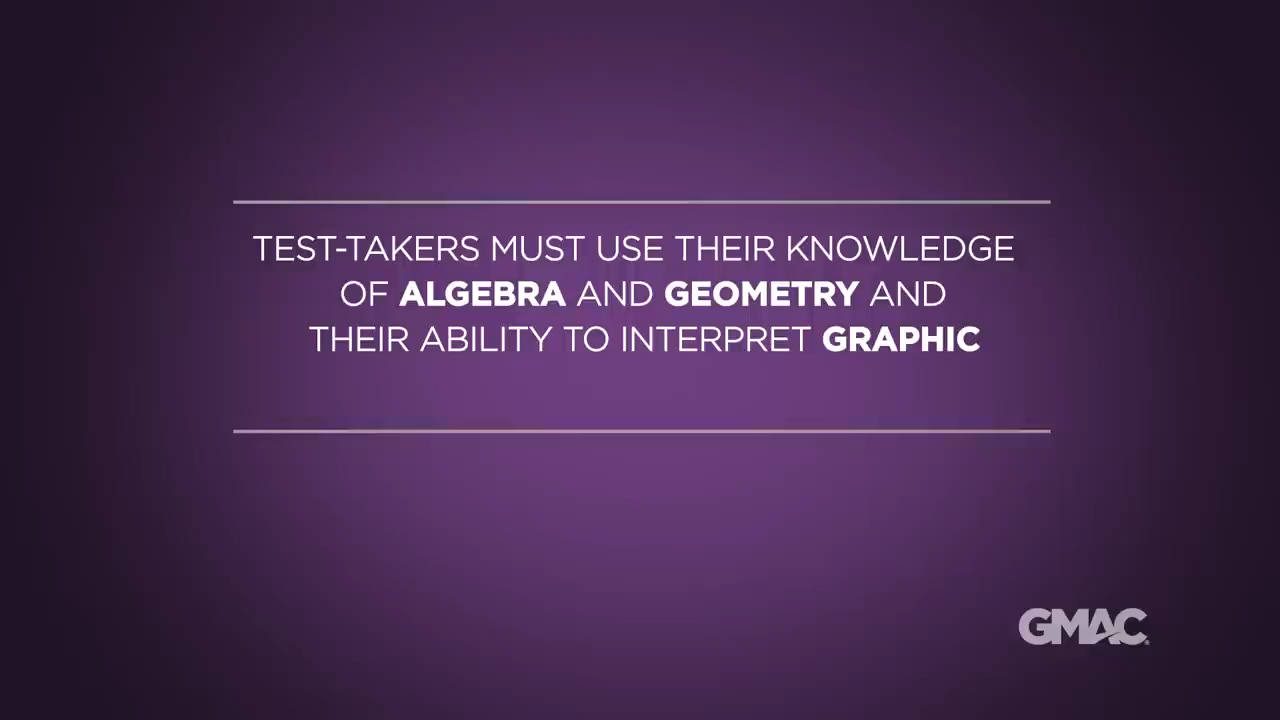 TEST-TAKERS MUST USE THEIR KNOWLEDGE
OF ALGEBRA AND GEOMETRY AND
THEIR ABILITY TO INTERPRET GRAPHIC
GMAC